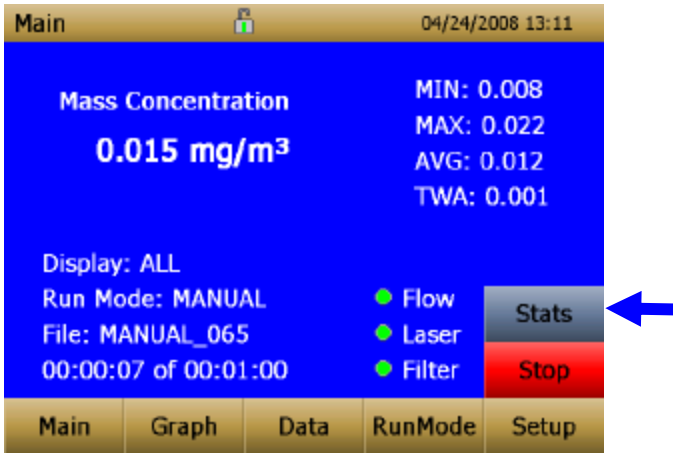 Main 04/24/2008 13:11
Mass Concentration
0.015 mg/m³
MIN: 0.008
MAX: 0.022
AVG: 0.012
TWA: 0.001
Display: ALL
Run Mode: MANUAL
File: MANUAL_065
00:00:07 of 00:01:00
Flow
Laser
Filter
Stats
Stop
Main Graph Data RunMode Setup